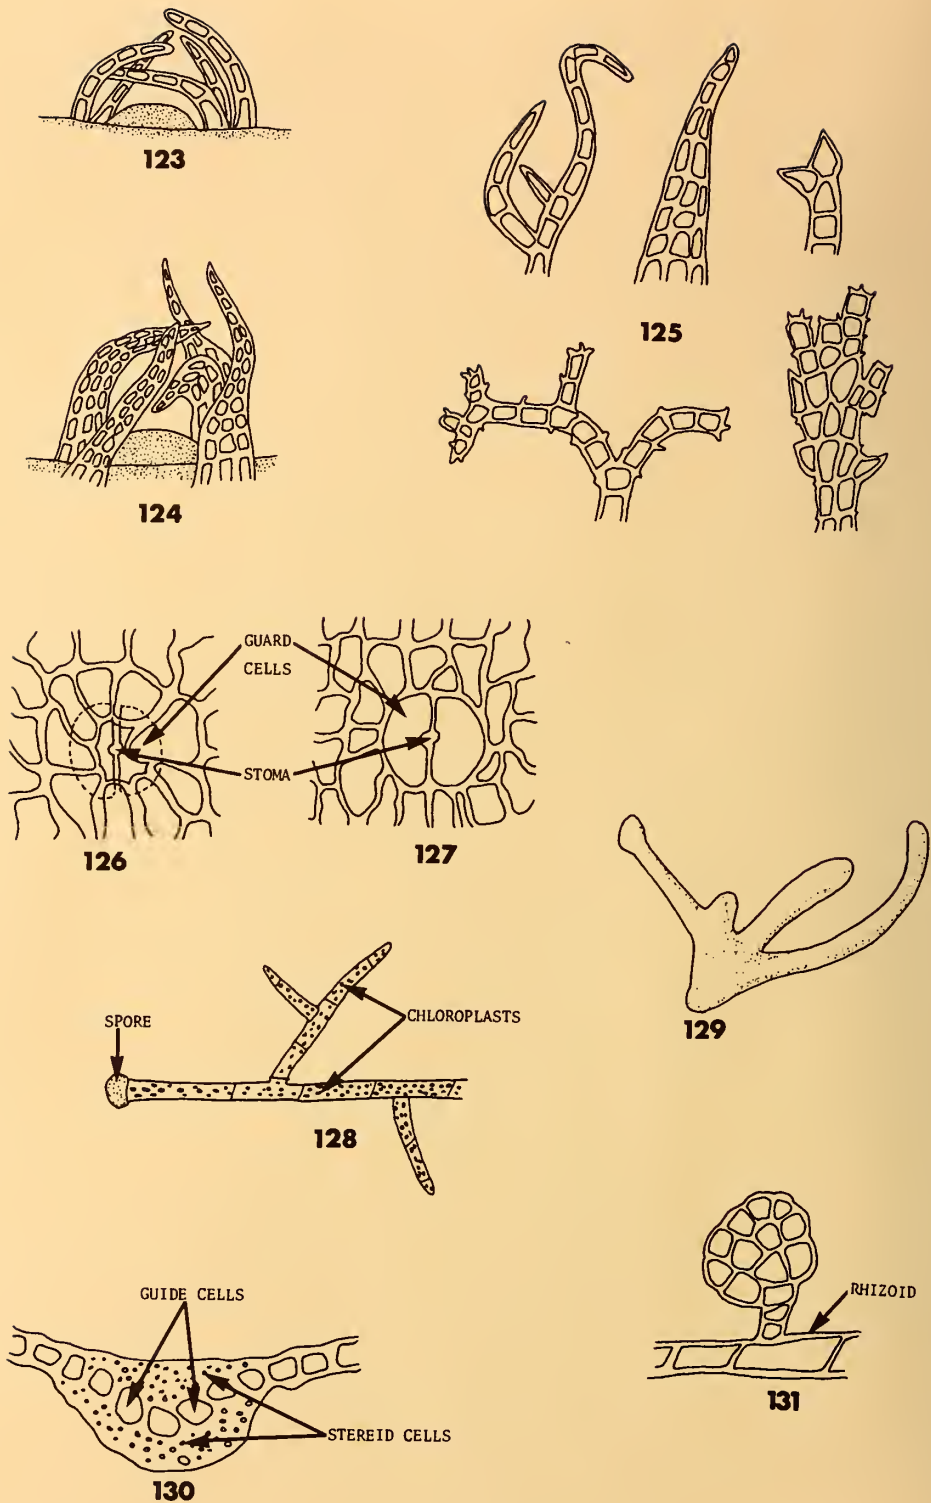 123
125
124
GUARD
CELLS
STOMA
126
127
129
SPORE
CHLOROPLASTS
128
GUIDE CELLS
RHIZOID
STEREID CELLS
131
130